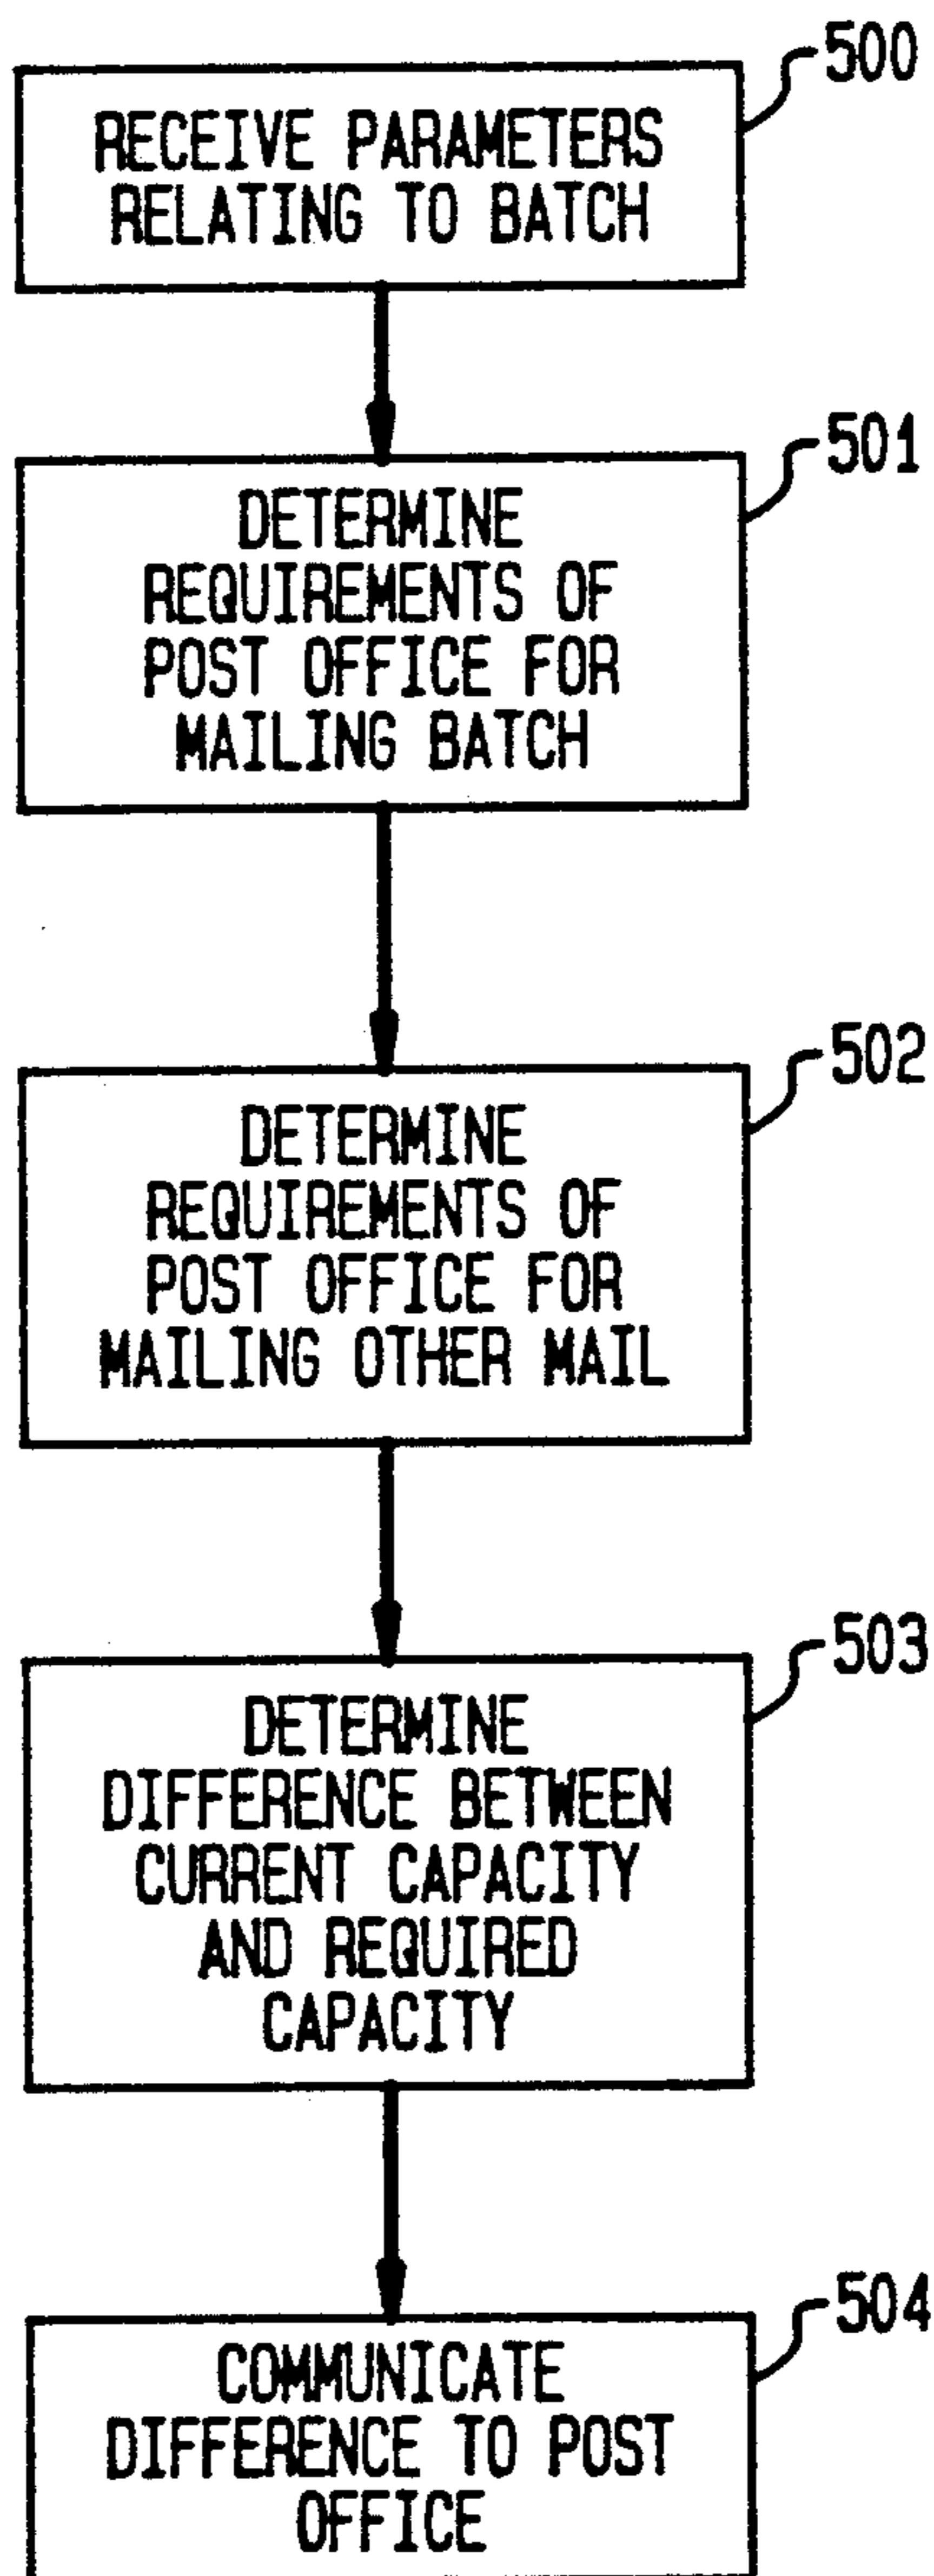 500
RECEIVE PARAMETERS
RELATING TO BATCH
501
DETERMINE
REQUIREMENTS OF
POST OFFICE FOR
MAILING BATCH
502
DETERMINE
REQUIREMENTS OF
POST OFFICE FOR
MAILING OTHER MAIL
503
DETERMINE
DIFFERENCE BETWEEN
CURRENT CAPACITY
AND REQUIRED
CAPACITY
504
COMMUNICATE
DIFFERENCE TO POST
OFFICE